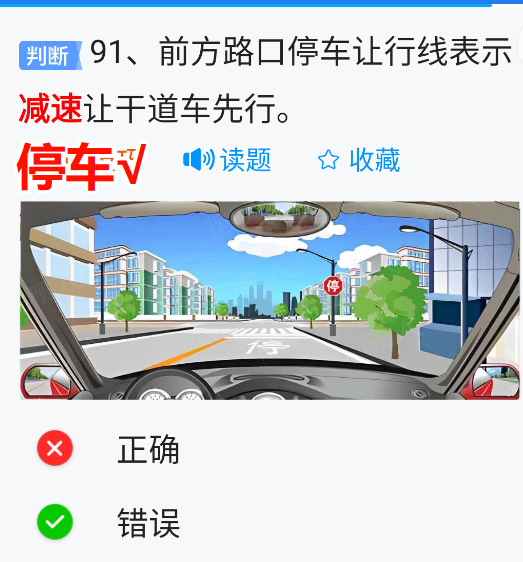 判断 91、前方路口停车让行线表示
减速让干道车先行。
停车√ 读题 收藏
停
停
正确
错误